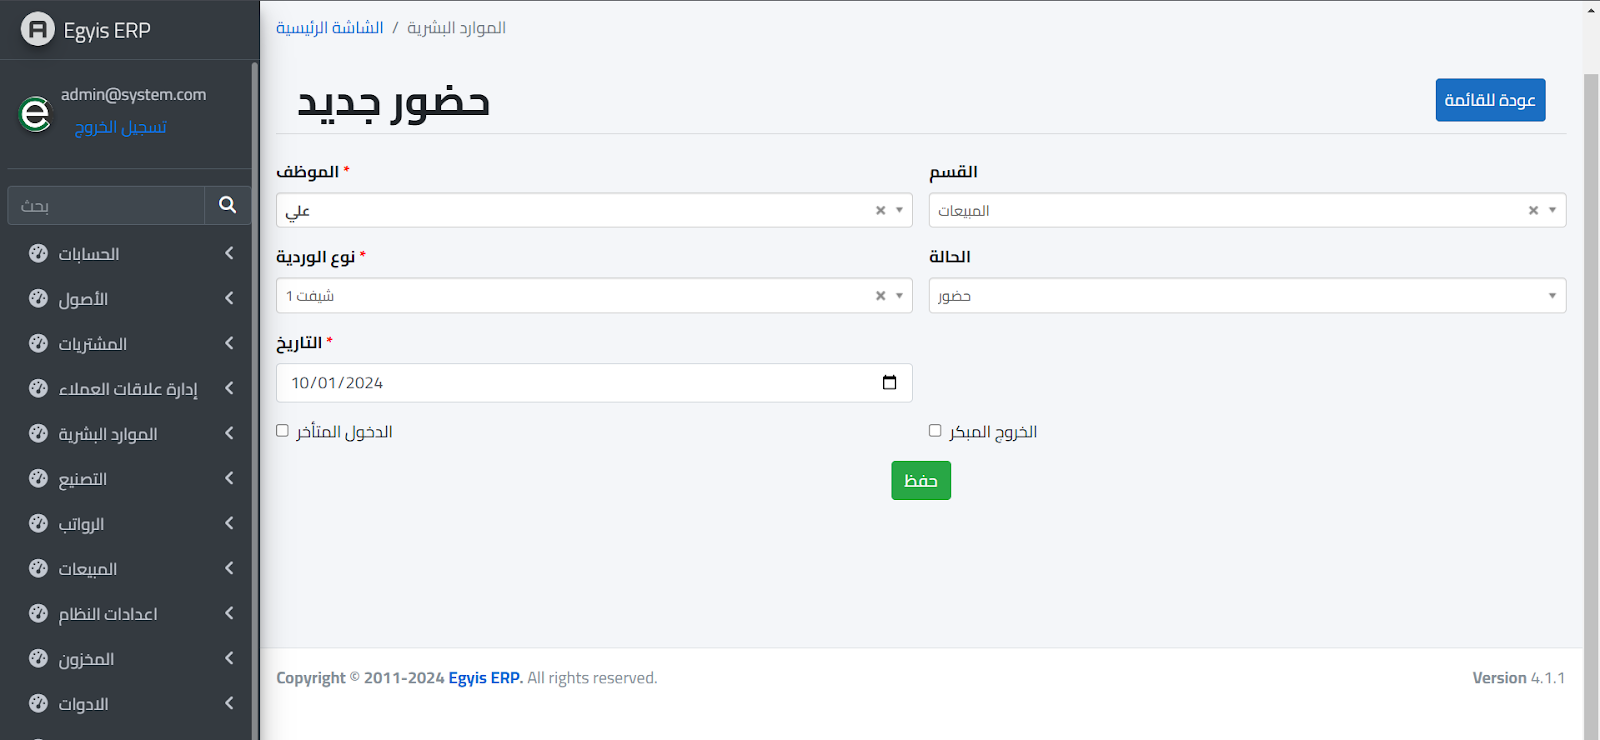 Egyis ERP
admin@system.com
تسجيل الخروج
بحث
الحسابات
الأصول
المشتريات
إدارة علاقات العملاء
الموارد البشرية
التصنيع
الرواتب
المبيعات
اعدادات النظام
المخزون
الادوات
الشاشة الرئيسية / الموارد البشرية
حضور جديد
عودة للقائمة
الموظف *
علي
القسم
المبيعات
نوع الوردية *
شيفت 1
الحالة
حضور
التاريخ *
10/01/2024
الدخول المتأخر
الخروج المبكر
حفظ
Copyright © 2011-2024 Egyis ERP. All rights reserved.
Version 4.1.1